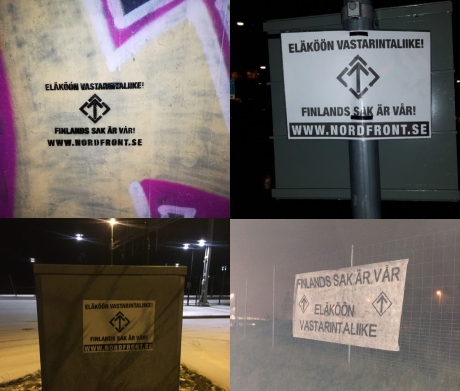 ELÄKÖÖN VASTARINTALIIKE!
FINLANDS SAK ÄR VÅR!
WWW.NORDFRONT.SE
ELÄKÖÖN VASTARINTALIIKE!
FINLANDS SAK ÄR VÅR!
WWW.NORDFRONT.SE
ELÄKÖÖN VASTARINTALIIKE!
FINLANDS SAK ÄR VÅR!
WWW.NORDFRONT.SE
FINLANDS SAK ÄR VÅR
ELÄKÖÖN
VASTARINTALIIKE